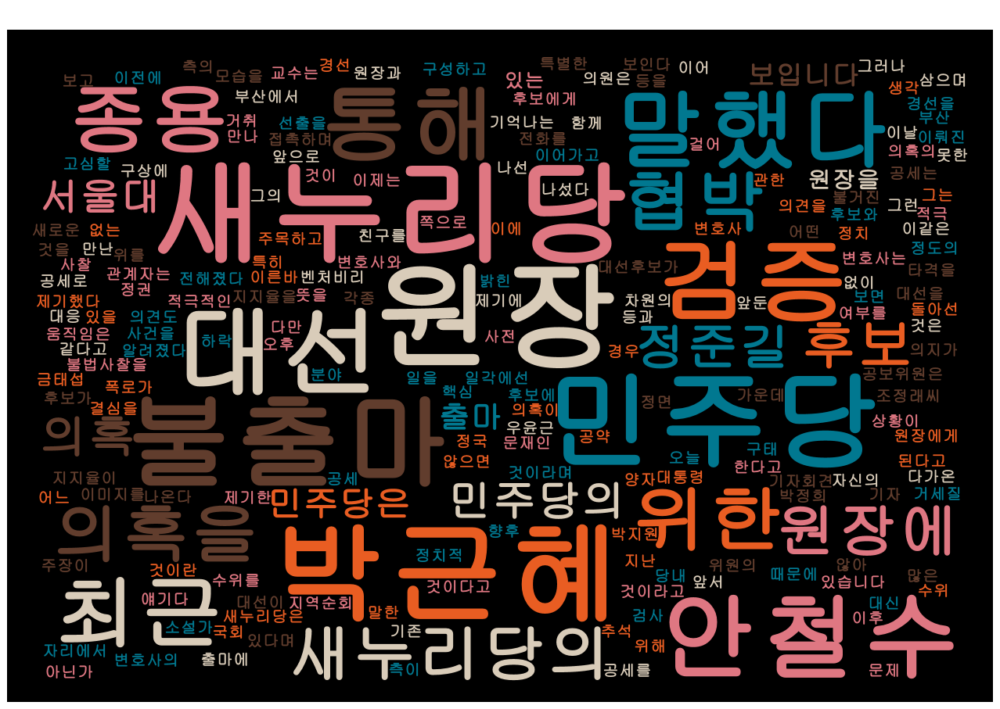 측의
경선
특별한
보인다
이어
그러나
보고
이전에
모습을
교수는
원장과
구성하고
있는
의원은
등을
보입니다
생각
삼으며
종용
부산에서
통해
후보에게
말했다
경선을
부산
거취
만나
선출을
접촉하며
기억나는
함께
전화를
걸어
이날
이뤄진
의혹의
못한
고심할
구상에
앞으로
이어가고
나선
공세는
서울대
새누리당
것이
이제는
그의
나섰다
협박
관한
원장을
불거진
그는
새로운
없는
쪽으로
이에
의견을
후보와
그런
적극
주목하고
친구를
변호사
어떤
정치
이같은
것을
만난
위를
사찰
특히
변호사와
검증
변호사는
정도의
타격을
공세로
관계자는
정권
전해졌다
이른바
벤처비리
원장
밝힌
대선후보가
없이
제기했다
적극적인
지지율을
뜻을
각종
제기에
차원의
앞둔
보면
대선을
대응
있을
의견도
대선
다만
등과
여부를
돌아선
움직임은
사건을
하락
오후
사전
경우
정준길
후보
것은
같다고
알려졌다
의지가
불법사찰을
금태섭
폭로가
분야
일을
일각에선
민주당
공보위원은
후보가
결심을
불출마
핵심
후보에
정면
가운데
조정래씨
의혹
출마
의혹이
우윤근
상황이
정국
문재인
공약
원장에게
않으면
오늘
구태
된다고
지지율이
공세
것이라며
양자대통령
한다고
기자회견
자신의
다가온
어느
이미지를
나온다
제기한
민주당은
민주당의
위한
박정희
기자
거세질
의혹을
박근혜
향후
박지원
원장에
주장이
것이란
수위를
정치적
지난
당내
위원의
때문에
않아
많은
최근
얘기다
대선이
지역순회
것이다고
것이라고
앞서
있습니다
수위
새누리당은
말한
검사
안철수
대신
이후
소설가
국회
있다며
새누리당의
기존
추석
위해
자리에서
변호사의
출마에
측이
공세를
아닌가
문제